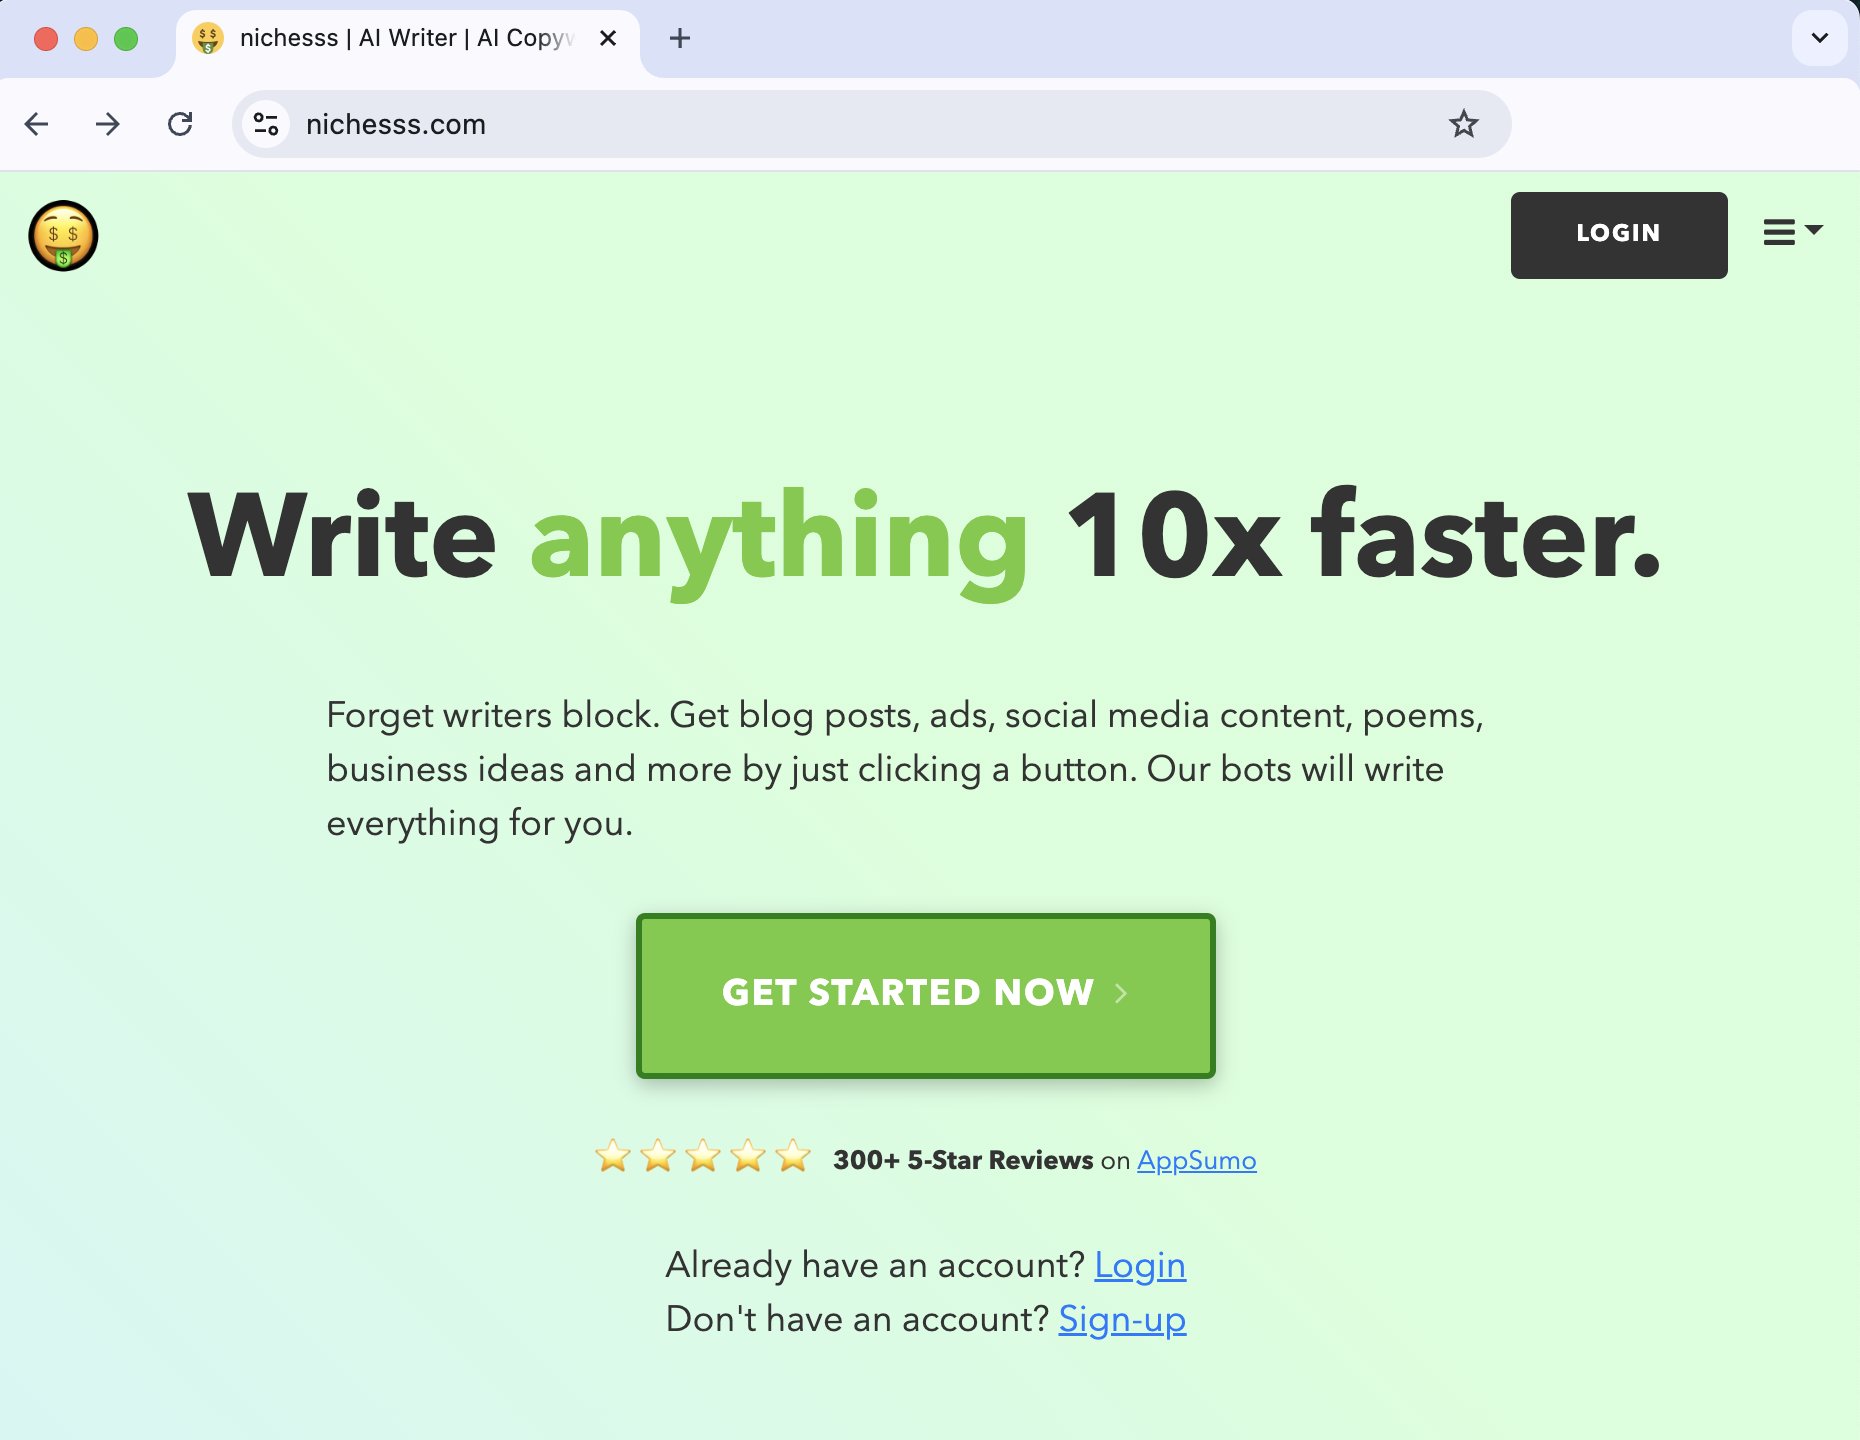 nichesss | AI Writer | AI Copyw
nichesss.com
LOGIN
Write anything 10x faster.
Forget writers block. Get blog posts, ads, social media content, poems,
business ideas and more by just clicking a button. Our bots will write
everything for you.
GET STARTED NOW
300+ 5-Star Reviews on AppSumo
Already have an account? Login
Don't have an account? Sign-up